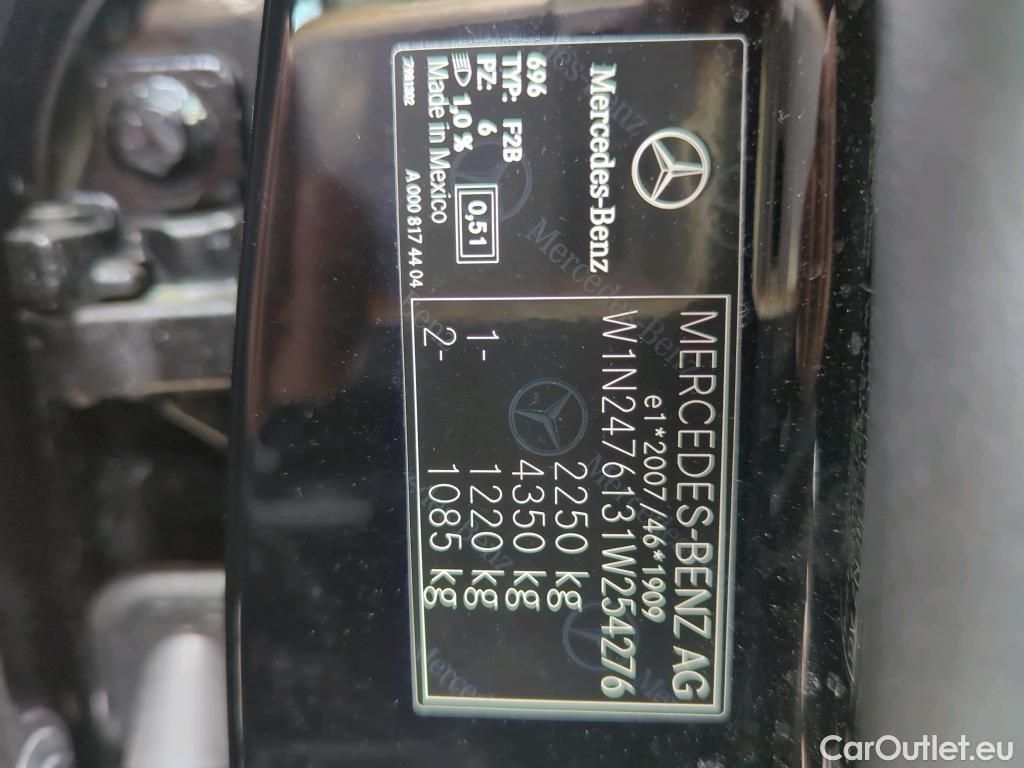 MERCEDES-BENZ AG
e1*2007/46*1909
W1N2476131W254276
2250 kg
4350 kg
1- 1220 kg
2- 1085 kg
Mercedes-Benz
696
TYP: F2B
PZ: 6 0,51
1,0 %
Made in Mexico
A 000 817 44 04
CarOutlet.eu